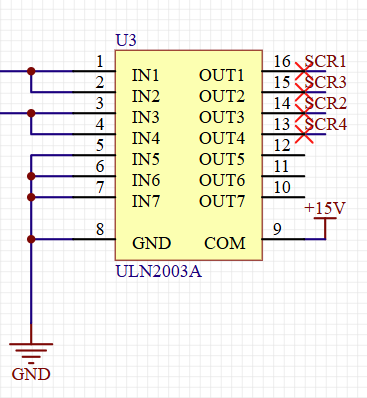 U3
1 IN1 OUT1 16 SCR1
2 IN2 OUT2 15 SCR3
3 IN3 OUT3 14 SCR2
4 IN4 OUT4 13 SCR4
5 IN5 OUT5 12
6 IN6 OUT6 11
7 IN7 OUT7 10
+15V
8 GND COM 9
ULN2003A
GND